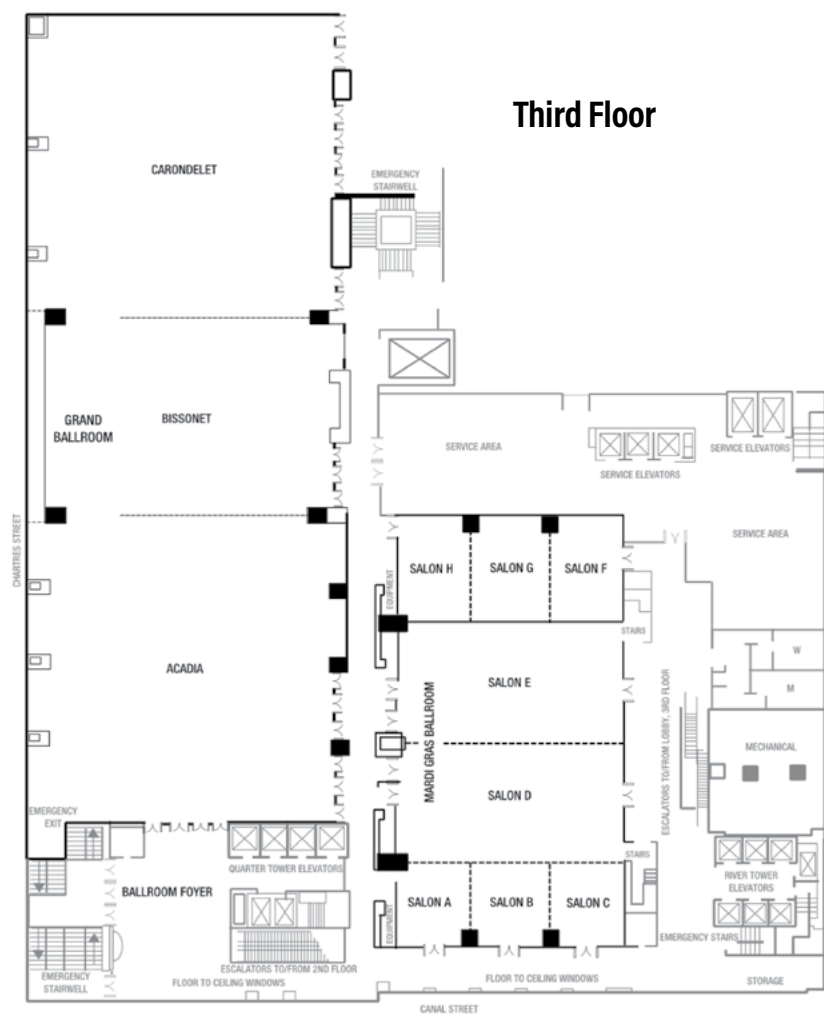 Third Floor
CARONDELET
EMERGENCY
STAIRWELL
GRAND
BALLROOM
BISSONET
SERVICE AREA
SERVICE ELEVATORS
SERVICE ELEVATORS
CHARTRES STREET
SERVICE AREA
EQUIPMENT
SALON H
SALON G
SALON F
STAIRS
W
M
ACADIA
MARDI GRAS BALLROOM
SALON E
ESCALATORS TO/FROM LOBBY, 3RD FLOOR
MECHANICAL
SALON D
EMERGENCY
EXIT
QUARTER TOWER ELEVATORS
STAIRS
RIVER TOWER
ELEVATORS
BALLROOM FOYER
EQUIPMENT
SALON A
SALON B
SALON C
EMERGENCY STAIRS
EMERGENCY
STAIRWELL
ESCALATORS TO/FROM 2ND FLOOR
FLOOR TO CEILING WINDOWS
FLOOR TO CEILING WINDOWS
STORAGE
CANAL STREET